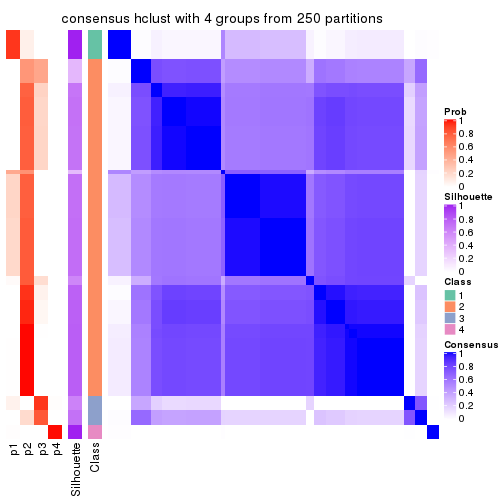 consensus hclust with 4 groups from 250 partitions
Prob
1
0.8
0.6
0.4
0.2
0
Silhouette
1
0.8
0.6
0.4
0.2
0
Class
1
2
3
4
Consensus
1
0.8
0.6
0.4
0.2
0
p1
p2
p3
p4
Silhouette
Class